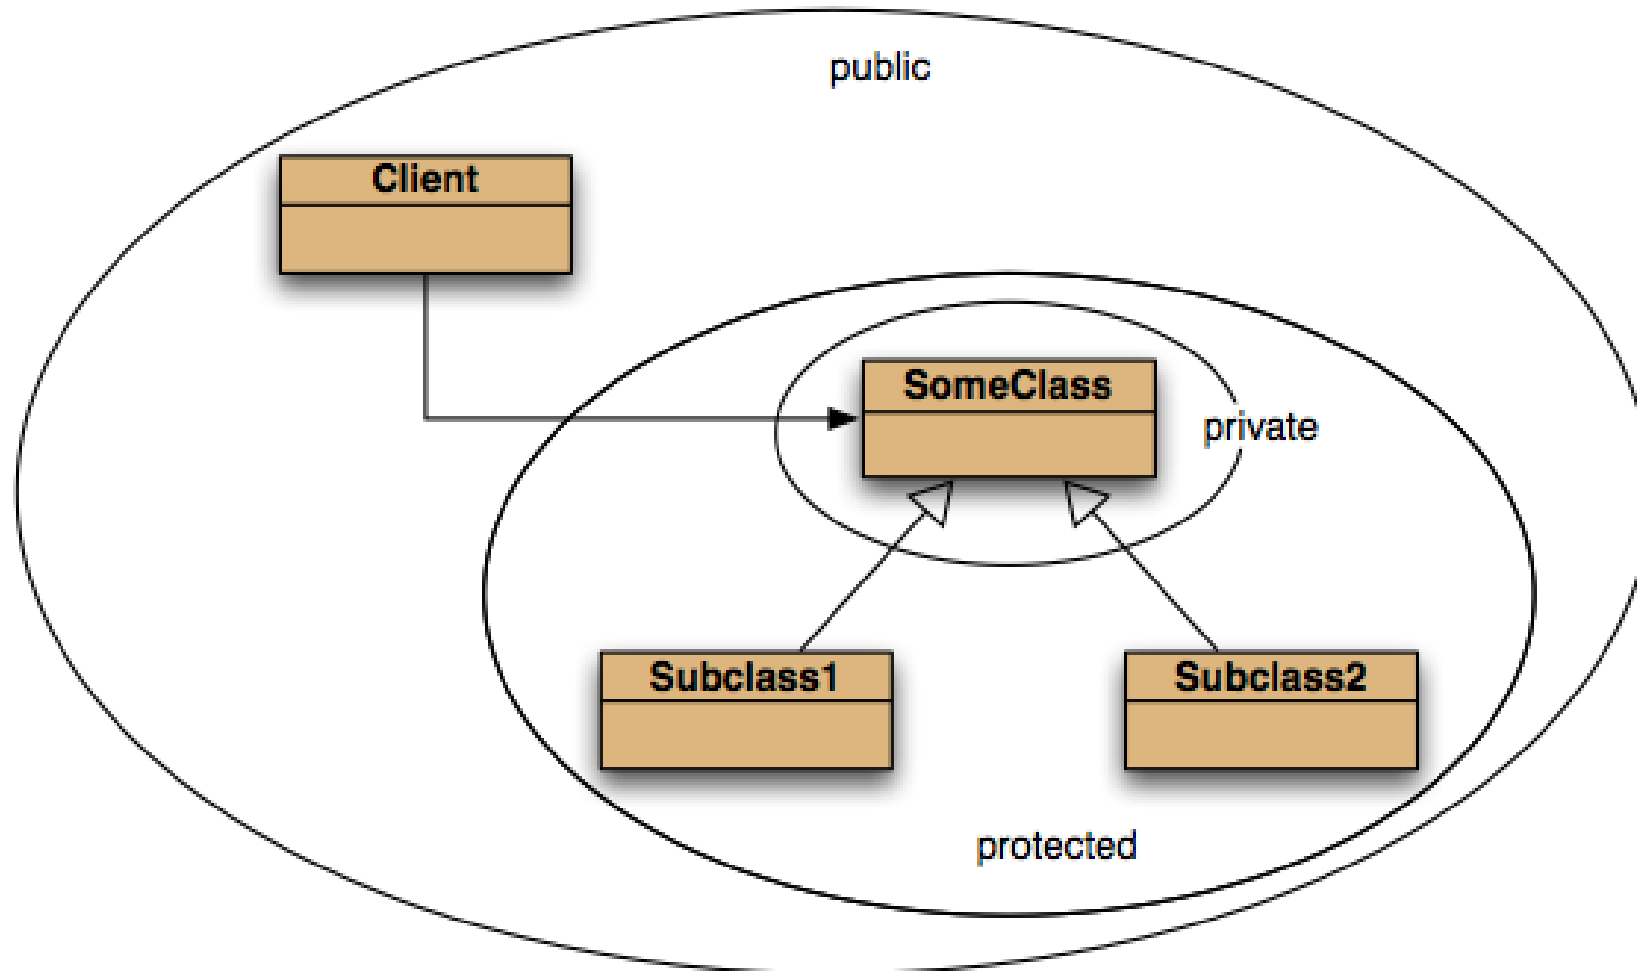 public
Client
SomeClass
private
Subclass1
Subclass2
protected